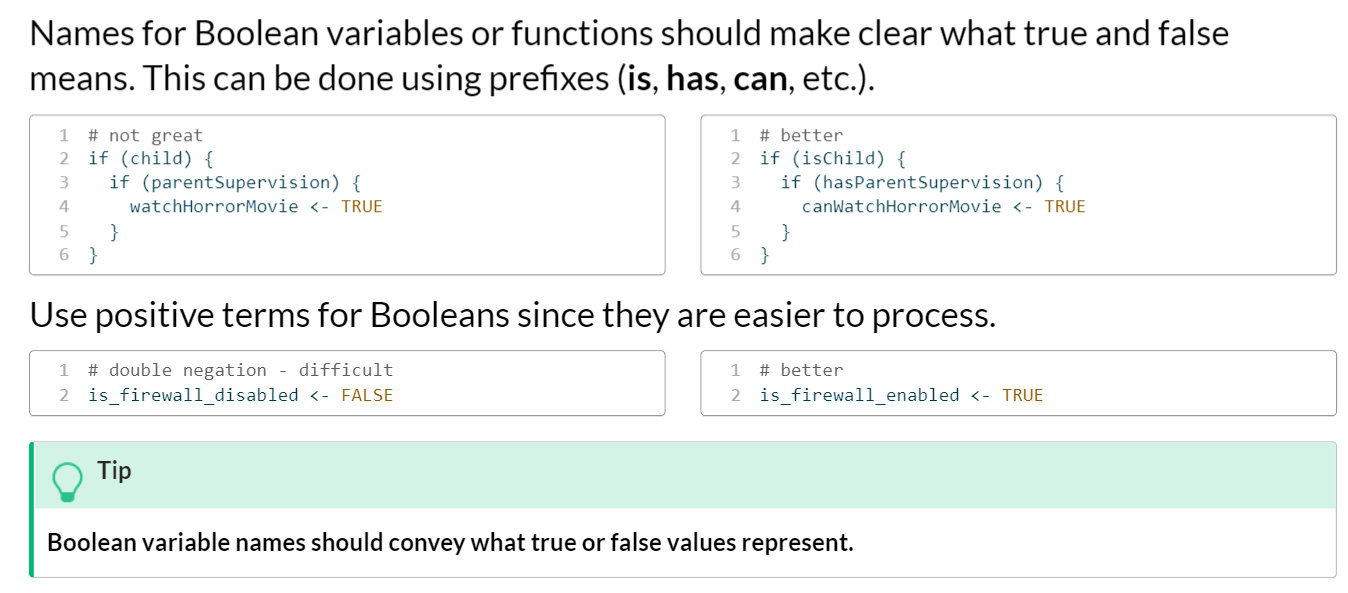 Names for Boolean variables or functions should make clear what true and false
means. This can be done using prefixes (is, has, can, etc.).
1 # not great
2 if (child) {
3   if (parentSupervision) {
4     watchHorrorMovie <- TRUE
5   }
6 }
1 # better
2 if (isChild) {
3   if (hasParentSupervision) {
4     canWatchHorrorMovie <- TRUE
5   }
6 }
Use positive terms for Booleans since they are easier to process.
1 # double negation - difficult
2 is_firewall_disabled <- FALSE
1 # better
2 is_firewall_enabled <- TRUE
Tip
Boolean variable names should convey what true or false values represent.